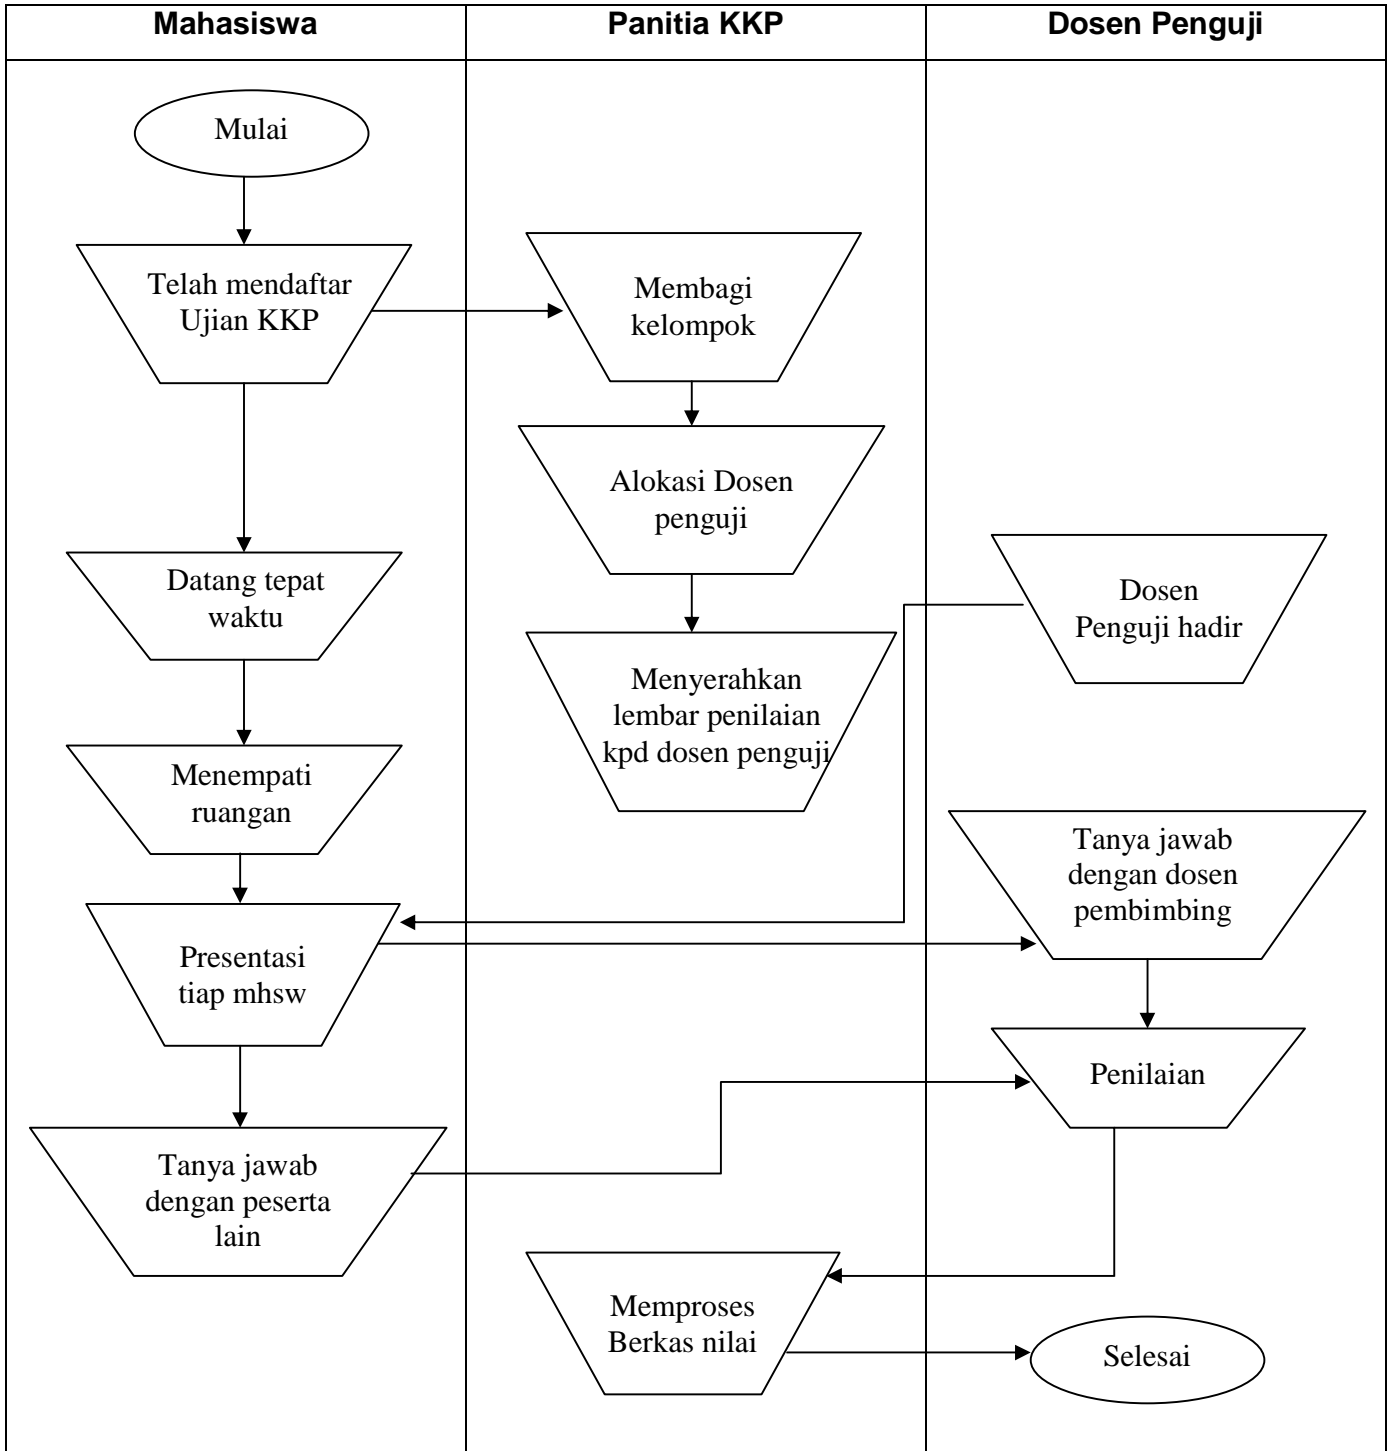 Mahasiswa
Panitia KKP
Dosen Penguji
Mulai
Telah mendaftar
Ujian KKP
Membagi
kelompok
Alokasi Dosen
penguji
Datang tepat
waktu
Dosen
Penguji hadir
Menyerahkan
lembar penilaian
kpd dosen penguji
Menempati
ruangan
Tanya jawab
dengan dosen
pembimbing
Presentasi
tiap mhsw
Penilaian
Tanya jawab
dengan peserta
lain
Memproses
Berkas nilai
Selesai